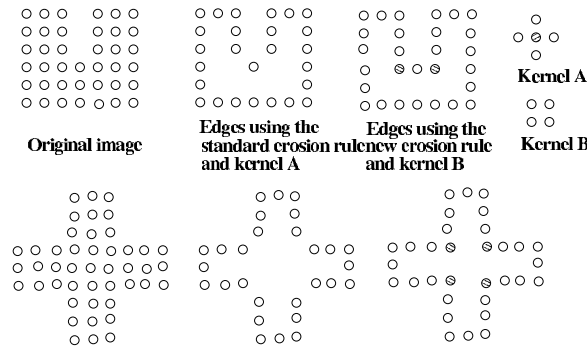 Kernel A
Kernel B
Original image
Edges using the
standard erosion rule
and kernel A
Edges using the
new erosion rule
and kernel B